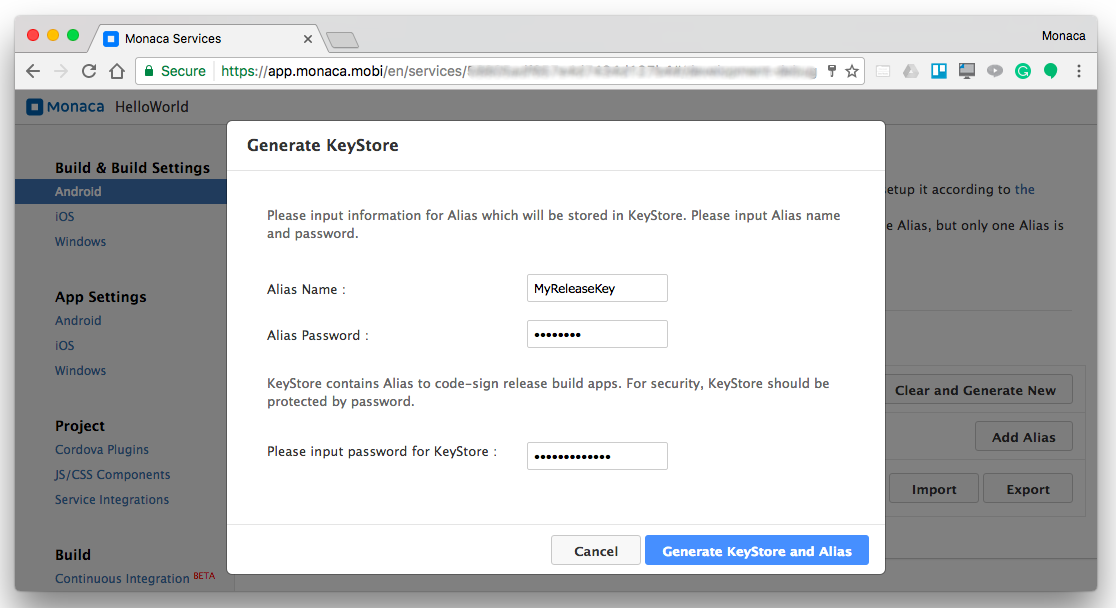 Monaca Services
Monaca
Secure https://app.monaca.mobi/en/services/
Monaca HelloWorld
Build & Build Settings
Android
iOS
Windows
App Settings
Android
iOS
Windows
Project
Cordova Plugins
JS/CSS Components
Service Integrations
Build
Continuous Integration BETA
Generate KeyStore
Please input information for Alias which will be stored in KeyStore. Please input Alias name
and password.
Alias Name :
MyReleaseKey
Alias Password :
••••••••
KeyStore contains Alias to code-sign release build apps. For security, KeyStore should be
protected by password.
Please input password for KeyStore :
•••••••••••••
Cancel
Generate KeyStore and Alias
setup it according to the
e Alias, but only one Alias is
Clear and Generate New
Add Alias
Import
Export